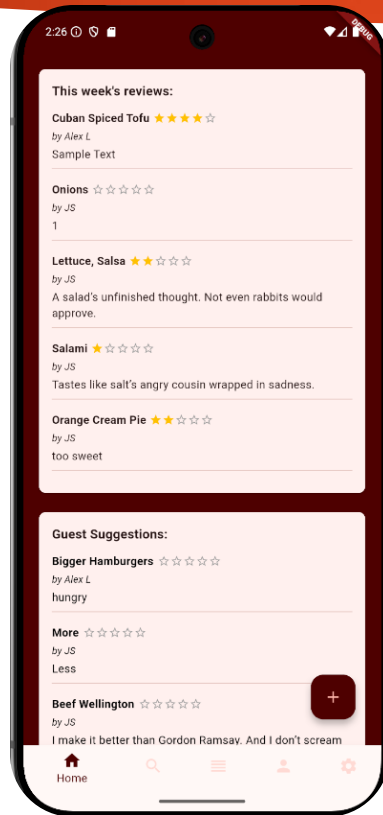 2:26
DEBUG
This week's reviews:
Cuban Spiced Tofu
by Alex L
Sample Text
Onions
by JS
1
Lettuce, Salsa
by JS
A salad's unfinished thought. Not even rabbits would
approve.
Salami
by JS
Tastes like salt's angry cousin wrapped in sadness.
Orange Cream Pie
by JS
too sweet
Guest Suggestions:
Bigger Hamburgers
by Alex L
hungry
More
by JS
Less
Beef Wellington
by JS
I make it better than Gordon Ramsay. And I don't scream
Home